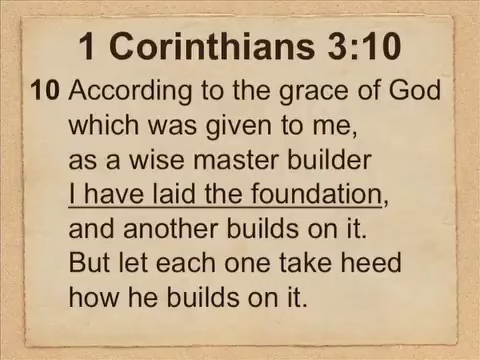 1 Corinthians 3:10
10 According to the grace of God
which was given to me,
as a wise master builder
I have laid the foundation,
and another builds on it.
But let each one take heed
how he builds on it.